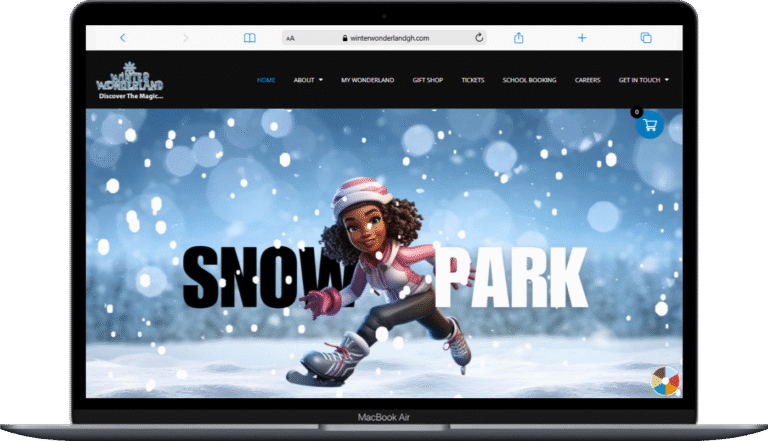 AA winterwonderlandgh.com
WINTER
WONDERLAND
Discover The Magic...
HOME ABOUT MY WONDERLAND GIFT SHOP TICKETS SCHOOL BOOKING CAREERS GET IN TOUCH
0
SNOW PARK
MacBook Air